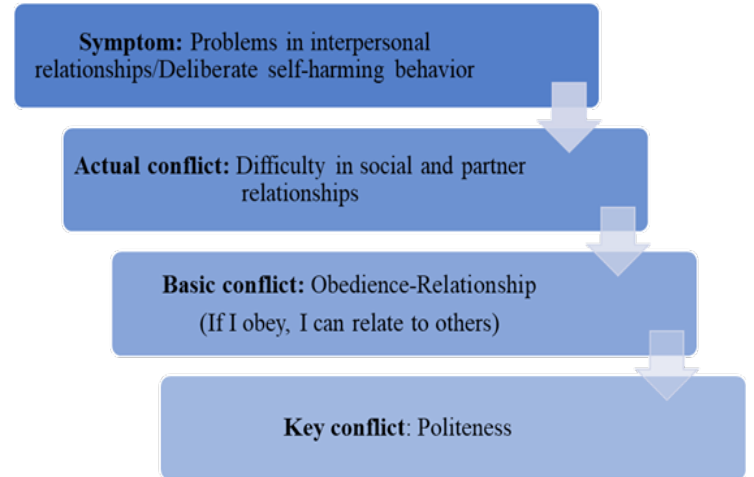 Symptom: Problems in interpersonal
relationships/Deliberate self-harming behavior
Actual conflict: Difficulty in social and partner
relationships
Basic conflict: Obedience-Relationship
(If I obey, I can relate to others)
Key conflict: Politeness